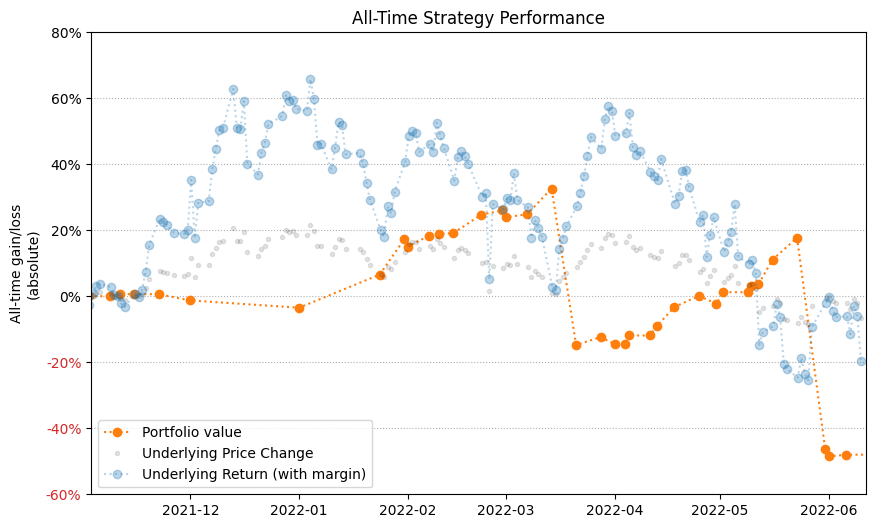 All-Time Strategy Performance
All-time gain/loss
(absolute)
80%
60%
40%
20%
0%
-20%
-40%
-60%
Portfolio value
Underlying Price Change
Underlying Return (with margin)
2021-12
2022-01
2022-02
2022-03
2022-04
2022-05
2022-06